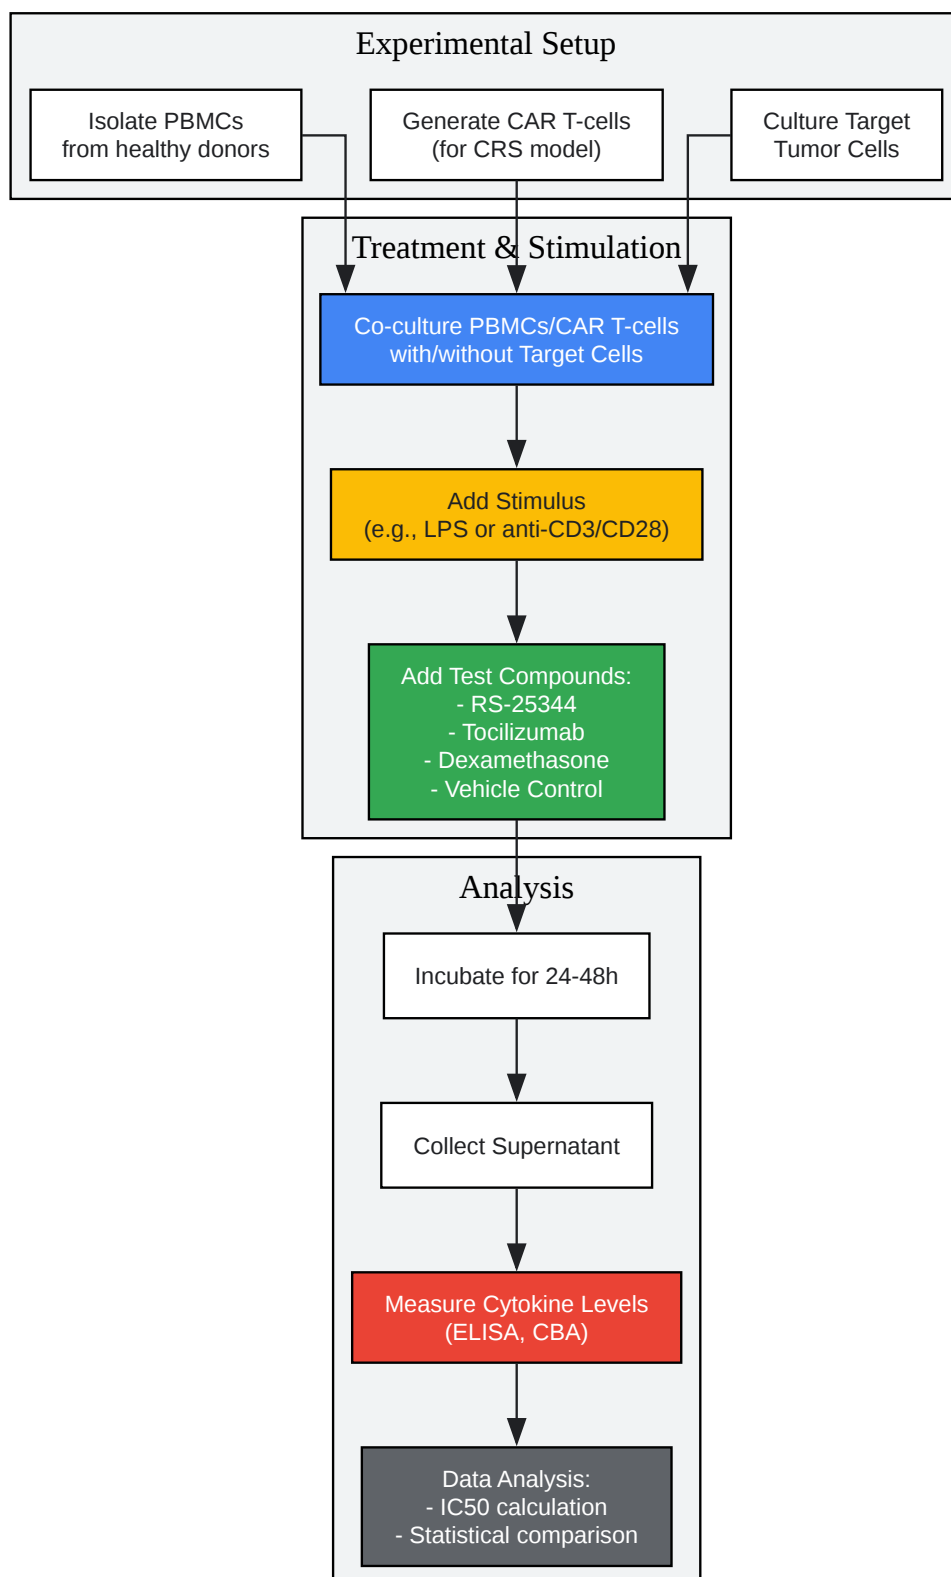 Experimental Setup
Isolate PBMCs
from healthy donors
Generate CAR T-cells
(for CRS model)
Culture Target
Tumor Cells
Treatment & Stimulation
Co-culture PBMCs/CAR T-cells
with/without Target Cells
Add Stimulus
(e.g., LPS or anti-CD3/CD28)
Add Test Compounds:
- RS-25344
- Tocilizumab
- Dexamethasone
- Vehicle Control
Analysis
Incubate for 24-48h
Collect Supernatant
Measure Cytokine Levels
(ELISA, CBA)
Data Analysis:
- IC50 calculation
- Statistical comparison